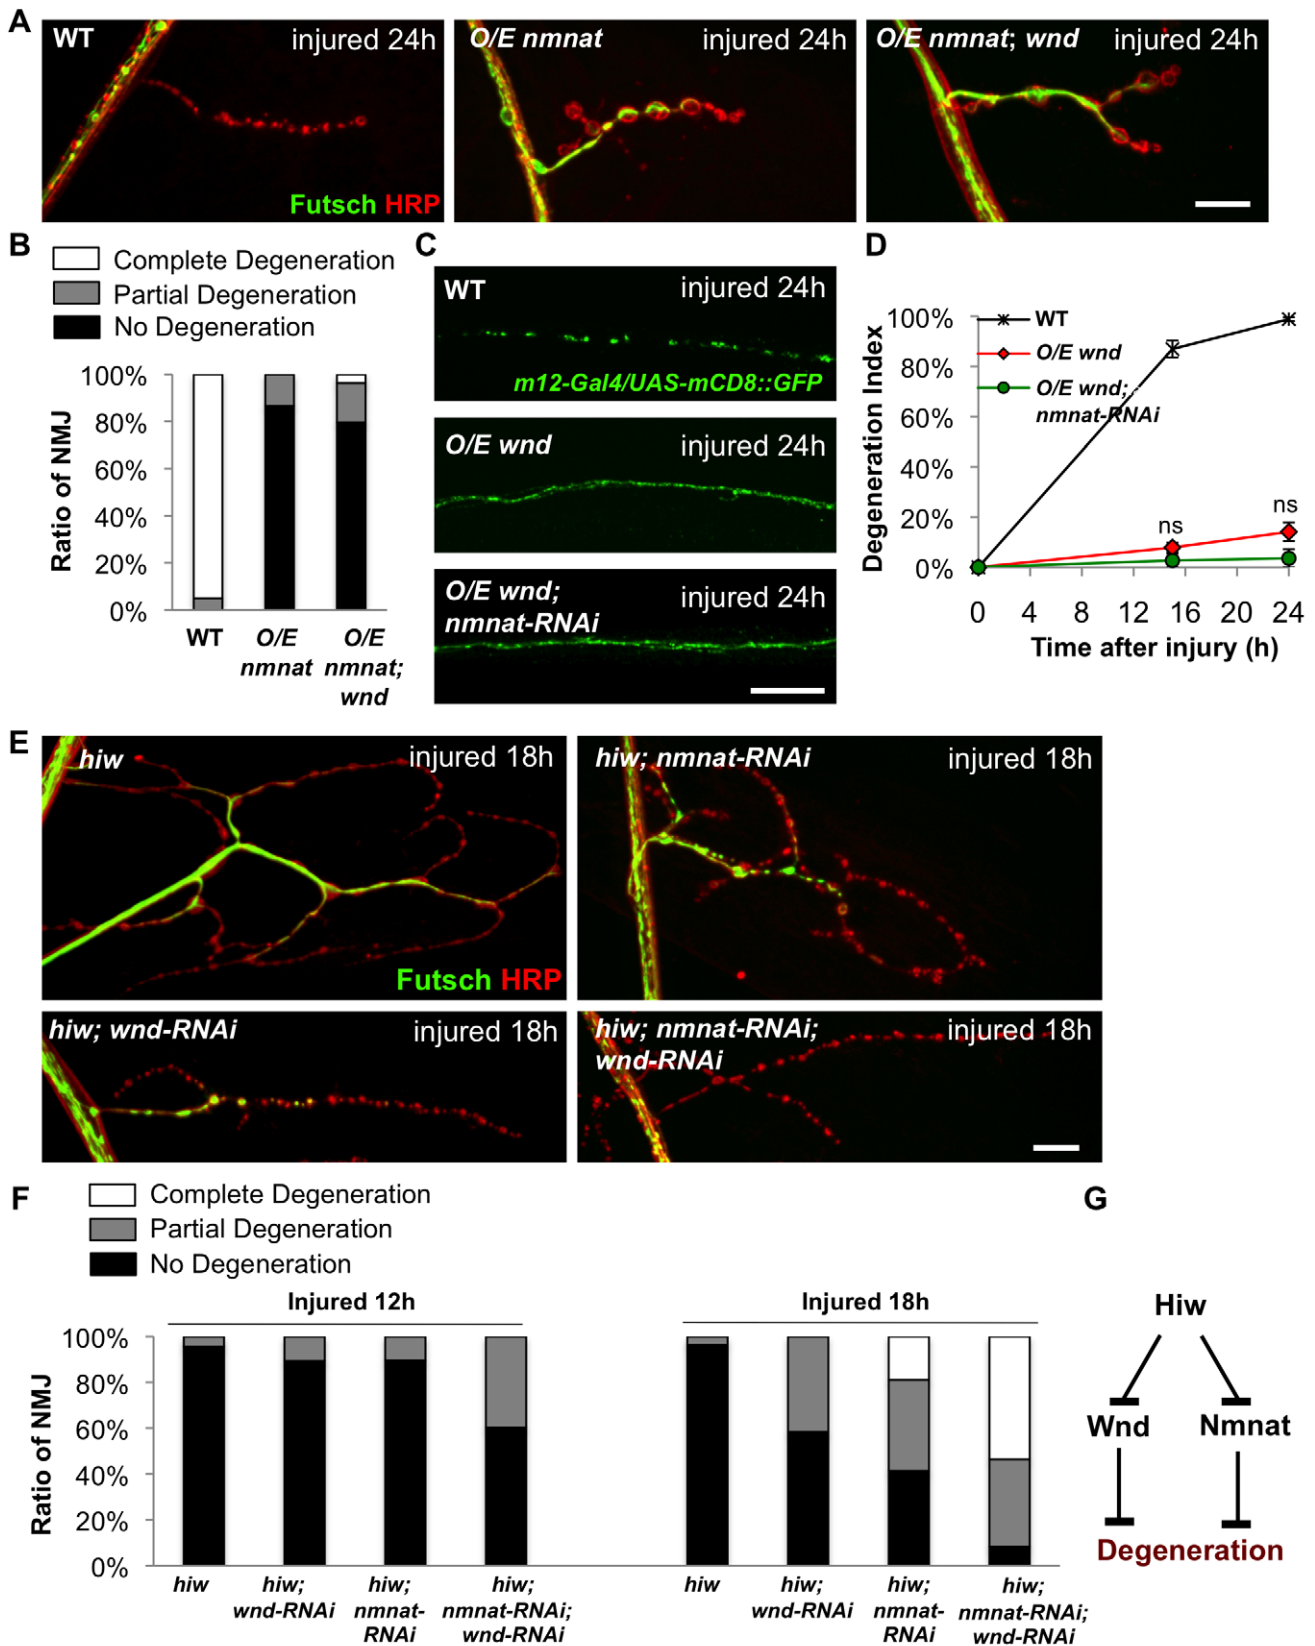 A
WT
injured 24h
O/E nmnat
injured 24h
O/E nmnat; wnd
injured 24h
Futsch HRP
B
Complete Degeneration
Partial Degeneration
No Degeneration
Ratio of NMJ
100%
80%
60%
40%
20%
0%
WT
O/E
nmnat
O/E
nmnat;
wnd
C
WT
injured 24h
m12-Gal4/UAS-mCD8::GFP
O/E wnd
injured 24h
O/E wnd;
nmnat-RNAi
injured 24h
D
Degeneration Index
100%
80%
60%
40%
20%
0%
WT
O/E wnd
O/E wnd;
nmnat-RNAi
ns
ns
0 4 8 12 16 20 24
Time after injury (h)
E
hiw
injured 18h
Futsch HRP
hiw; nmnat-RNAi
injured 18h
hiw; wnd-RNAi
injured 18h
hiw; nmnat-RNAi;
wnd-RNAi
injured 18h
F
Complete Degeneration
Partial Degeneration
No Degeneration
Injured 12h
Injured 18h
Ratio of NMJ
100%
80%
60%
40%
20%
0%
hiw
hiw;
wnd-RNAi
hiw;
nmnat-
RNAi
hiw;
nmnat-RNAi;
wnd-RNAi
hiw
hiw;
wnd-RNAi
hiw;
nmnat-
RNAi
hiw;
nmnat-RNAi;
wnd-RNAi
G
Hiw
Wnd
Nmnat
Degeneration